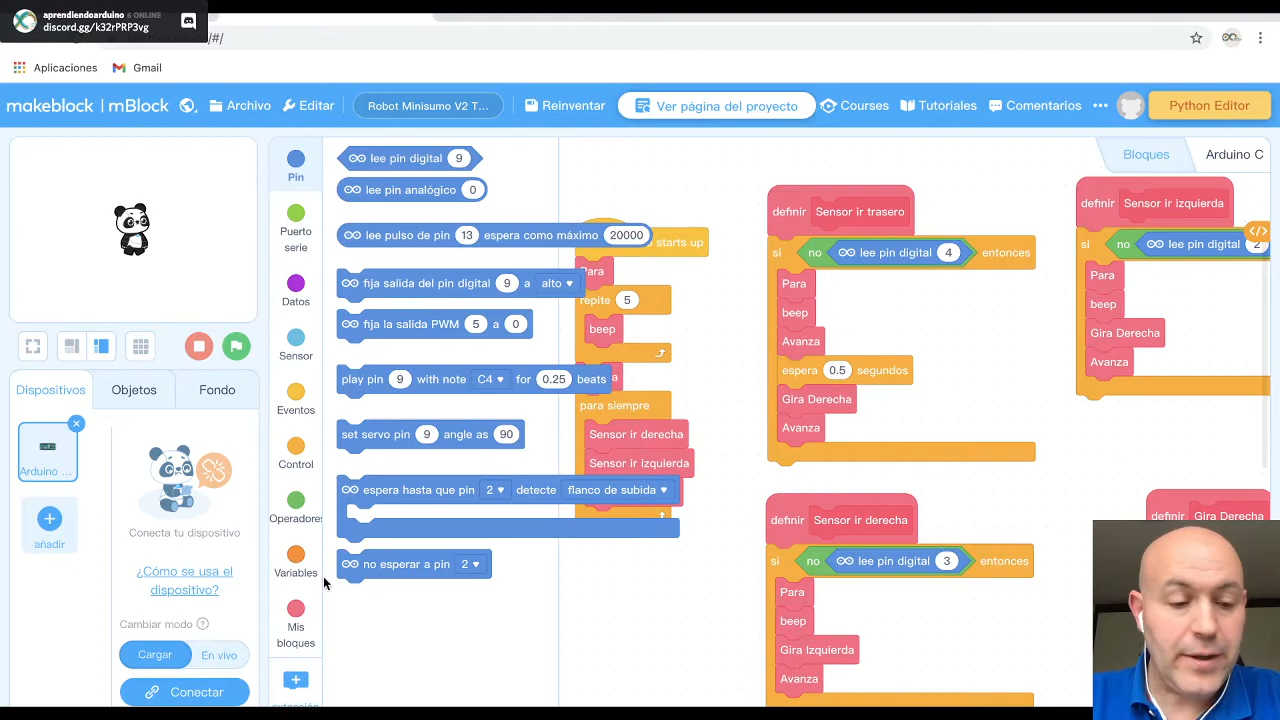 aprendiendoarduino 6 ONLINE
discord.gg/k32rPRP3vg
/#/
Aplicaciones
Gmail
makeblock | mBlock
Archivo
Editar
Robot Minisumo V2 T...
Reinventar
Ver página del proyecto
Courses
Tutoriales
Comentarios
Python Editor
Pin
Puerto serie
Datos
Sensor
Eventos
Control
Operadores
Variables
Mis bloques
lee pin digital 9
lee pin analógico 0
lee pulso de pin 13 espera como máximo 20000
fija salida del pin digital 9 a alto
fija la salida PWM 5 a 0
play pin 9 with note C4 for 0.25 beats
set servo pin 9 angle as 90
espera hasta que pin 2 detecte flanco de subida
no esperar a pin 2
starts up
Para
repite 5
beep
para siempre
Sensor ir derecha
Sensor ir izquierda
definir Sensor ir trasero
si no lee pin digital 4 entonces
Para
beep
Avanza
espera 0.5 segundos
Gira Derecha
Avanza
definir Sensor ir derecha
si no lee pin digital 3 entonces
Para
beep
Gira Izquierda
Avanza
Bloques
Arduino C
definir Sensor ir Izquierda
si no lee pin digital 2
Para
beep
Gira Derecha
Avanza
definir Gira Derecha
Dispositivos
Objetos
Fondo
Arduino ...
añadir
Conecta tu dispositivo
¿Cómo se usa el
dispositivo?
Cambiar modo
Cargar
En vivo
Conectar